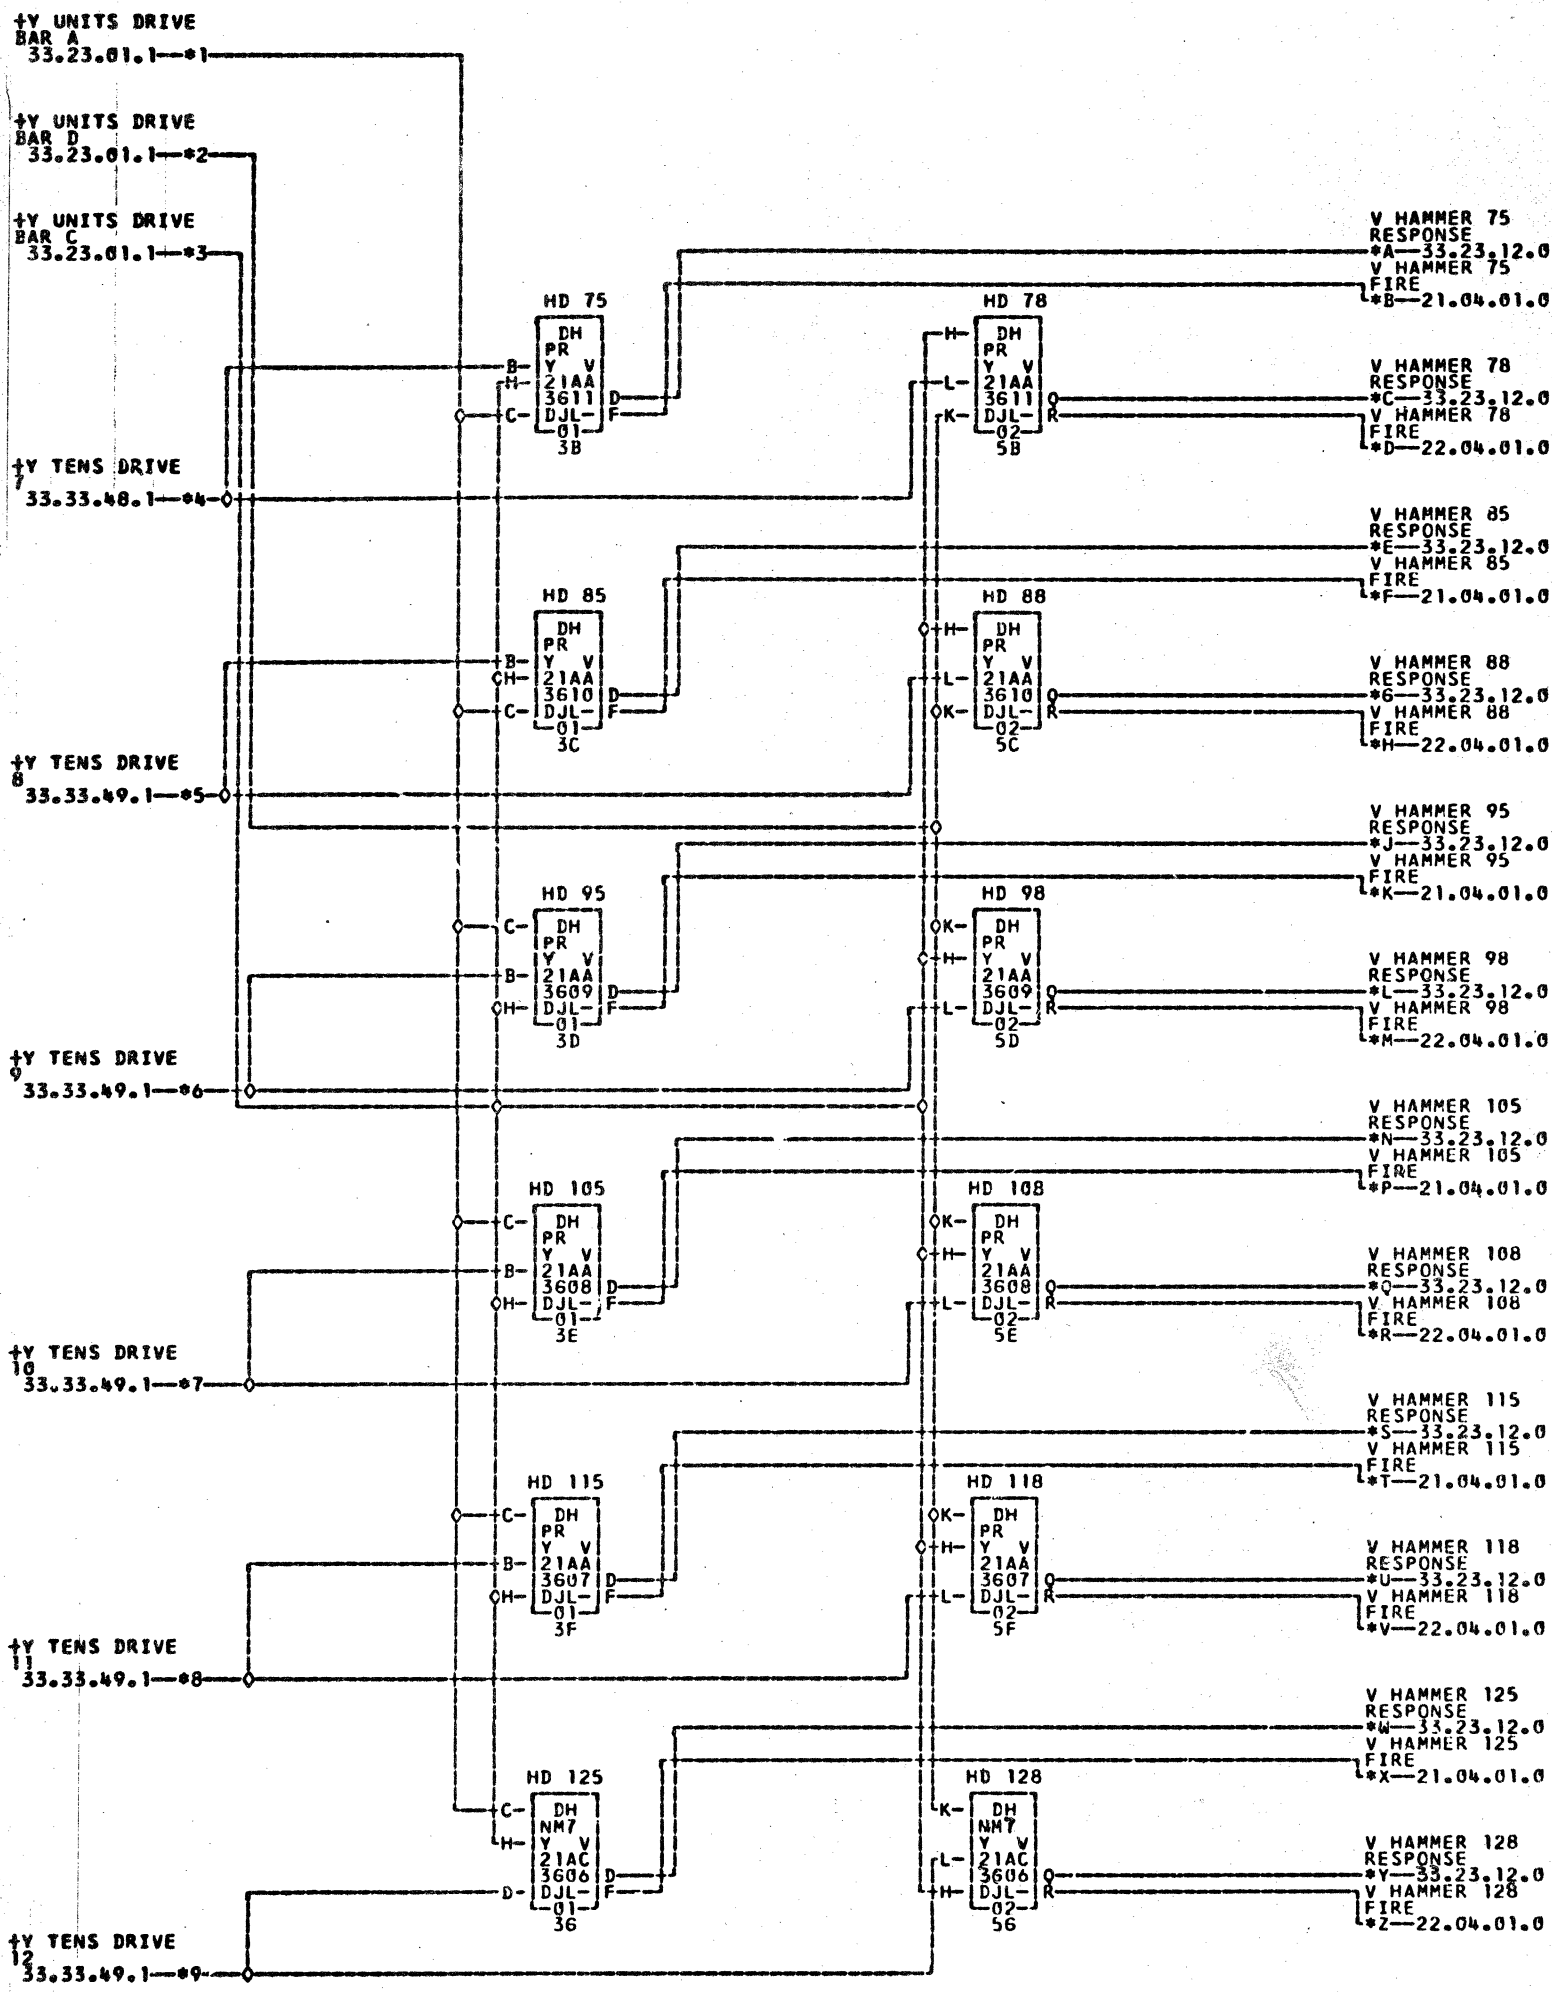 +Y UNITS DRIVE
BAR A
33.23.01.1—*1
+Y UNITS DRIVE
BAR D
33.23.01.1—*2
+Y UNITS DRIVE
BAR C
33.23.01.1—*3
+Y TENS DRIVE
7
33.33.48.1—*4
+Y TENS DRIVE
8
33.33.49.1—*5
+Y TENS DRIVE
9
33.33.49.1—*6
+Y TENS DRIVE
10
33.33.49.1—*7
+Y TENS DRIVE
11
33.33.49.1—*8
+Y TENS DRIVE
12
33.33.49.1—*9
HD 75
DH
PR
B Y V
H 21AA
3611 D
C DJL F
01
3B
HD 85
DH
PR
B Y V
H 21AA
3610 D
C DJL F
01
3C
HD 95
C DH
PR
Y V
B 21AA
3609 D
H DJL F
01
3D
HD 105
C DH
PR
Y V
B 21AA
3608 D
H DJL F
01
3E
HD 115
C DH
PR
Y V
B 21AA
3607 D
H DJL F
01
3F
HD 125
C DH
NM7
H Y V
21AC
3606 D
D DJL F
01
36
HD 78
H DH
PR
Y V
L 21AA
3611 Q
K DJL R
02
5B
HD 88
H DH
PR
Y V
L 21AA
3610 Q
K DJL R
02
5C
HD 98
K DH
PR
H Y V
21AA
3609 Q
L DJL R
02
5D
HD 108
K DH
PR
H Y V
21AA
3608 Q
L DJL R
02
5E
HD 118
K DH
PR
H Y V
21AA
3607 Q
L DJL R
02
5F
HD 128
K DH
NM7
Y V
L 21AC
3606 Q
H DJL R
02
56
V HAMMER 75
RESPONSE
*A—33.23.12.0
V HAMMER 75
FIRE
*B—21.04.01.0
V HAMMER 78
RESPONSE
*C—33.23.12.0
V HAMMER 78
FIRE
*D—22.04.01.0
V HAMMER 85
RESPONSE
*E—33.23.12.0
V HAMMER 85
FIRE
*F—21.04.01.0
V HAMMER 88
RESPONSE
*G—33.23.12.0
V HAMMER 88
FIRE
*H—22.04.01.0
V HAMMER 95
RESPONSE
*J—33.23.12.0
V HAMMER 95
FIRE
*K—21.04.01.0
V HAMMER 98
RESPONSE
*L—33.23.12.0
V HAMMER 98
FIRE
*M—22.04.01.0
V HAMMER 105
RESPONSE
*N—33.23.12.0
V HAMMER 105
FIRE
*P—21.04.01.0
V HAMMER 108
RESPONSE
*Q—33.23.12.0
V HAMMER 108
FIRE
*R—22.04.01.0
V HAMMER 115
RESPONSE
*S—33.23.12.0
V HAMMER 115
FIRE
*T—21.04.01.0
V HAMMER 118
RESPONSE
*U—33.23.12.0
V HAMMER 118
FIRE
*V—22.04.01.0
V HAMMER 125
RESPONSE
*W—33.23.12.0
V HAMMER 125
FIRE
*X—21.04.01.0
V HAMMER 128
RESPONSE
*Y—33.23.12.0
V HAMMER 128
FIRE
*Z—22.04.01.0